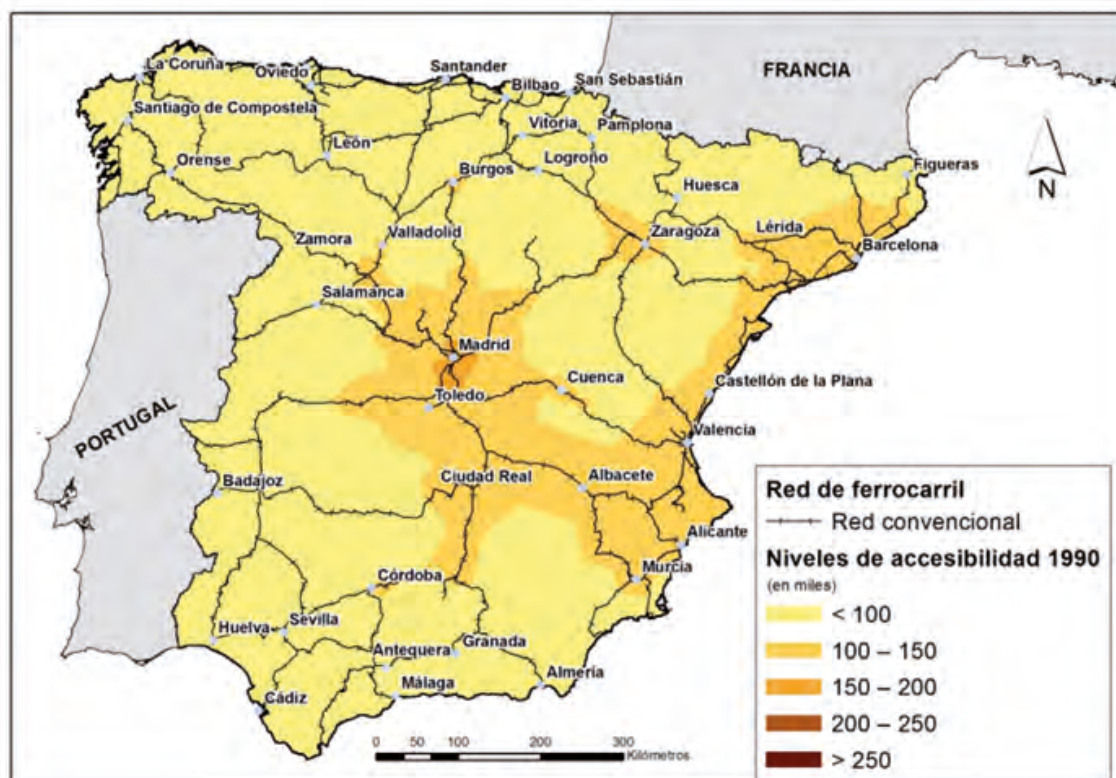 FRANCIA
La Coruña
Oviedo
Santander
Bilbao
San Sebastián
Santiago de Compostela
Vitoria
Pamplona
León
Logroño
Orense
Burgos
Huesca
Figueras
N
Zamora
Valladolid
Zaragoza
Lérida
Barcelona
Salamanca
Madrid
Cuenca
Castellón de la Plana
Toledo
PORTUGAL
Valencia
Badajoz
Ciudad Real
Albacete
Alicante
Murcia
Córdoba
Huelva
Sevilla
Antequera
Granada
Almería
Cádiz
Málaga
0 50 100 200 300
Kilómetros
Red de ferrocarril
Red convencional
Niveles de accesibilidad 1990
(en miles)
< 100
100 – 150
150 – 200
200 – 250
> 250